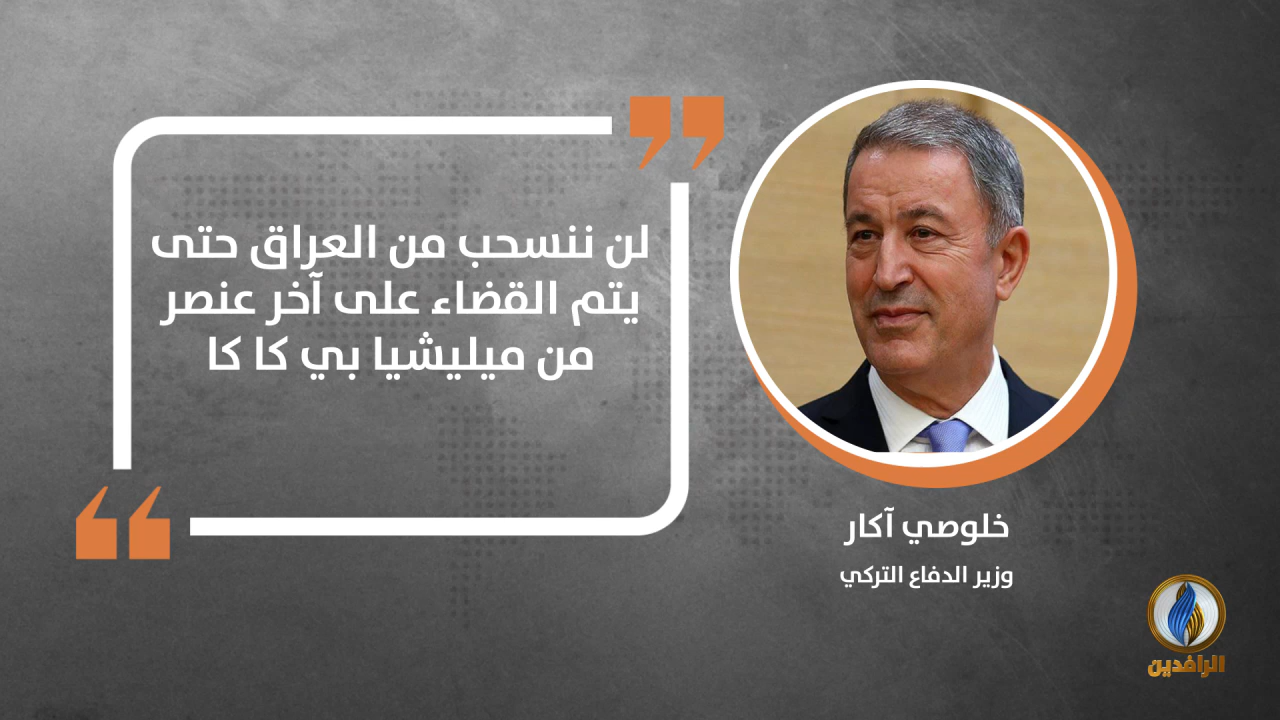 لن ننسحب من العراق حتى
يتم القضاء على آخر عنصر
من ميليشيا بي كا كا
خلوصي آكار
وزير الدفاع التركي
الرافدين